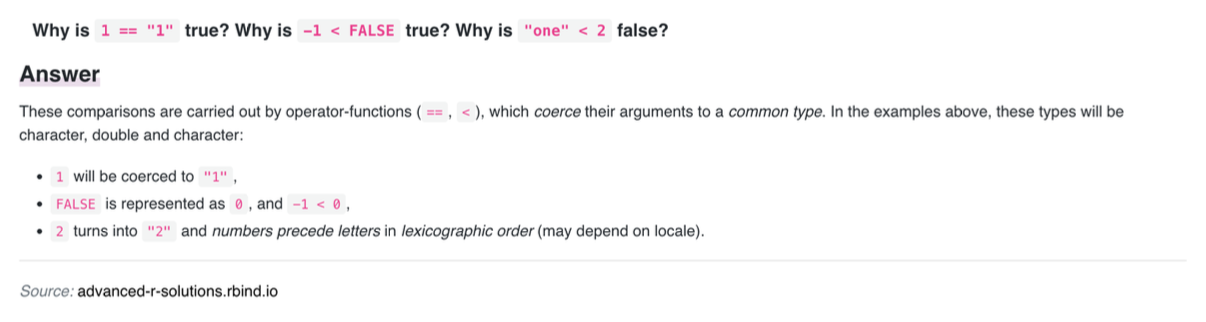 Why is 1 == "1" true? Why is -1 < FALSE true? Why is "one" < 2 false?
Answer
These comparisons are carried out by operator-functions ( == , < ), which coerce their arguments to a common type. In the examples above, these types will be
character, double and character:
• 1 will be coerced to "1" ,
• FALSE is represented as 0 , and -1 < 0 ,
• 2 turns into "2" and numbers precede letters in lexicographic order (may depend on locale).
Source: advanced-r-solutions.rbind.io